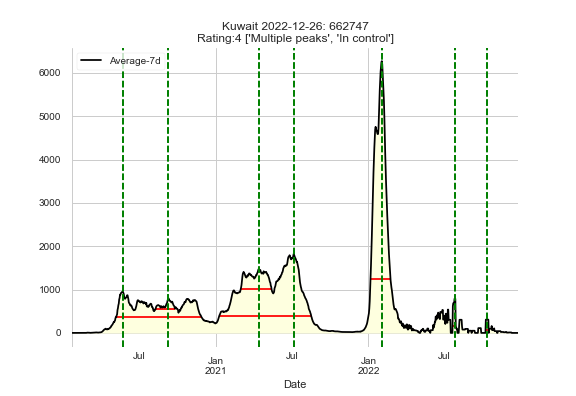 Kuwait 2022-12-26: 662747
Rating:4 ['Multiple peaks', 'In control']
Average-7d
6000
5000
4000
3000
2000
1000
0
Jul
Jan
2021
Jul
Jan
2022
Jul
Date